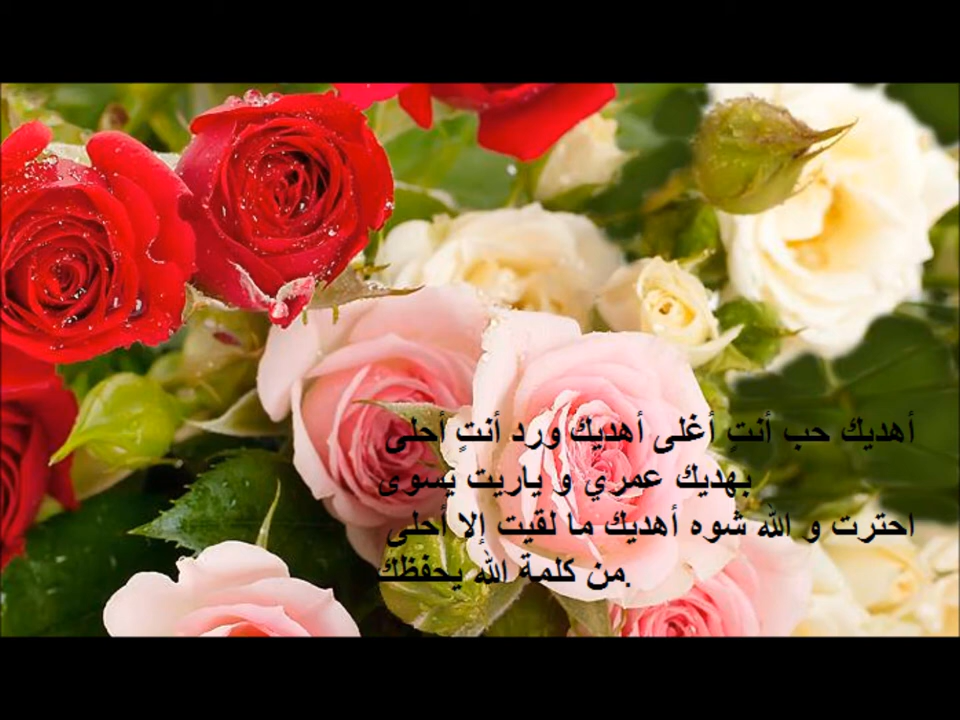 أهديك حب أنتِ أغلى أهديك ورد أنتِ أحلى
بهديك عمري و ياريت يسوى
احترت و الله شوه أهديك ما لقيت إلا أحلى
من كلمة الله يحفظك.